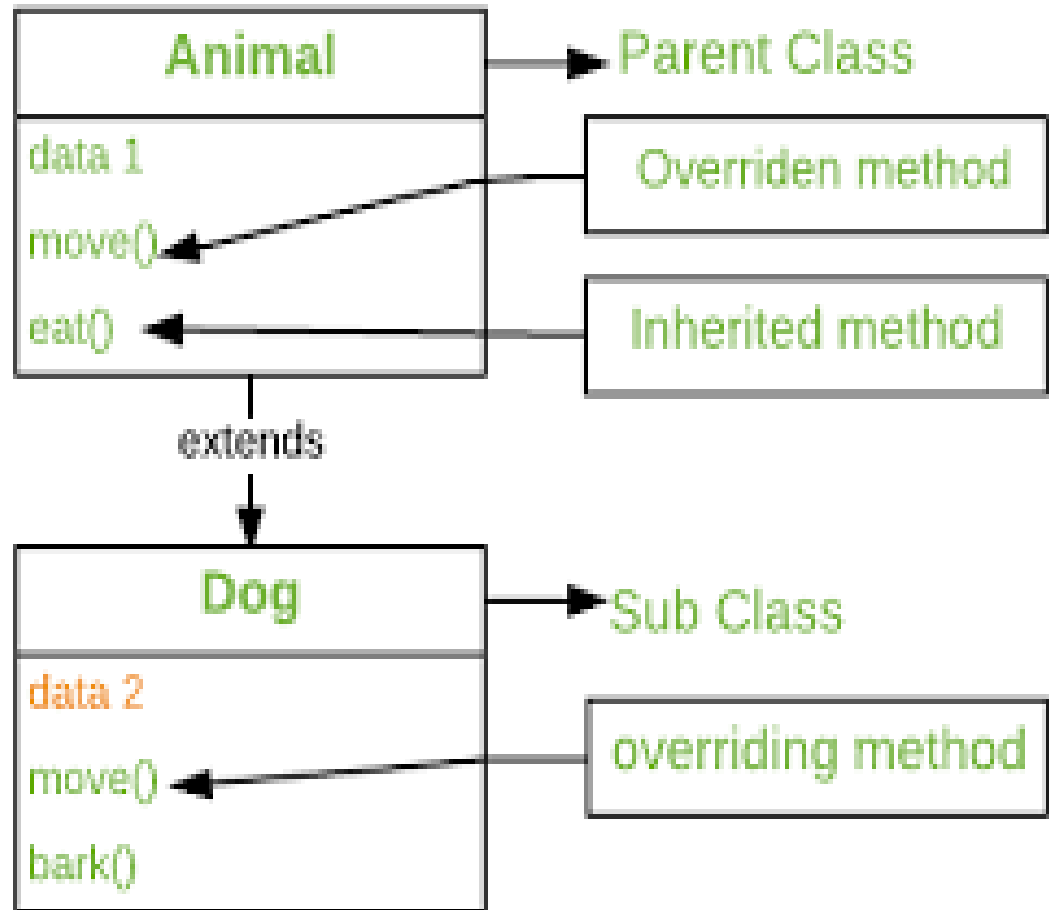 Animal
Parent Class
data 1
Overriden method
move()
eat()
Inherited method
extends
Dog
Sub Class
data 2
move()
overriding method
bark()